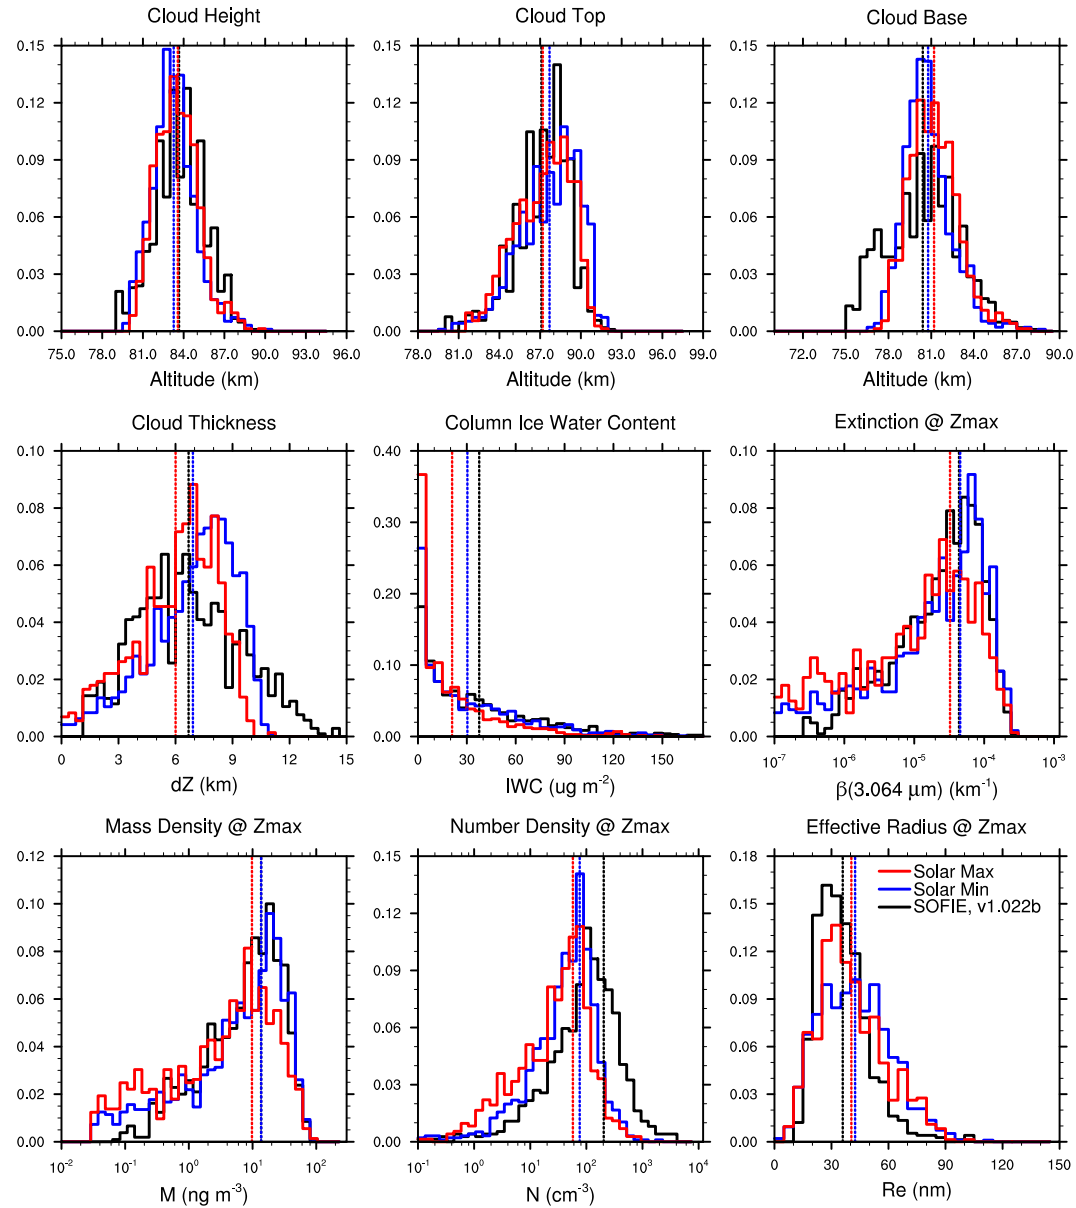 Cloud Height Cloud Top Cloud Base
0.15 0.15 0.15
0.12 0.12 0.12
0.09 0.09 0.09
0.06 0.06 0.06
0.03 0.03 0.03
0.00 0.00 0.00
75.0 78.0 81.0 84.0 87.0 90.0 93.0 96.0 78.0 81.0 84.0 87.0 90.0 93.0 96.0 99.0 72.0 75.0 78.0 81.0 84.0 87.0 90.0
Altitude (km) Altitude (km) Altitude (km)
Cloud Thickness Column Ice Water Content Extinction @ Zmax
0.10 0.40 0.10
0.08 0.30 0.08
0.06 0.20 0.06
0.04 0.10 0.04
0.02 0.00 0.02
0.00 0.00
0 3 6 9 12 15 0 30 60 90 120 150 10⁻⁷ 10⁻⁶ 10⁻⁵ 10⁻⁴ 10⁻³
dZ (km) IWC (ug m⁻²) β(3.064 μm) (km⁻¹)
Mass Density @ Zmax Number Density @ Zmax Effective Radius @ Zmax
0.12 0.15 0.18
0.10 0.12 0.15
0.08 0.09 0.12
0.06 0.06 0.09
0.04 0.03 0.06
0.02 0.00 0.03
0.00 0.00
Solar Max
Solar Min
SOFIE, v1.022b
10⁻² 10⁻¹ 10⁰ 10¹ 10² 10⁻¹ 10⁰ 10¹ 10² 10³ 10⁴ 0 30 60 90 120 150
M (ng m⁻³) N (cm⁻³) Re (nm)